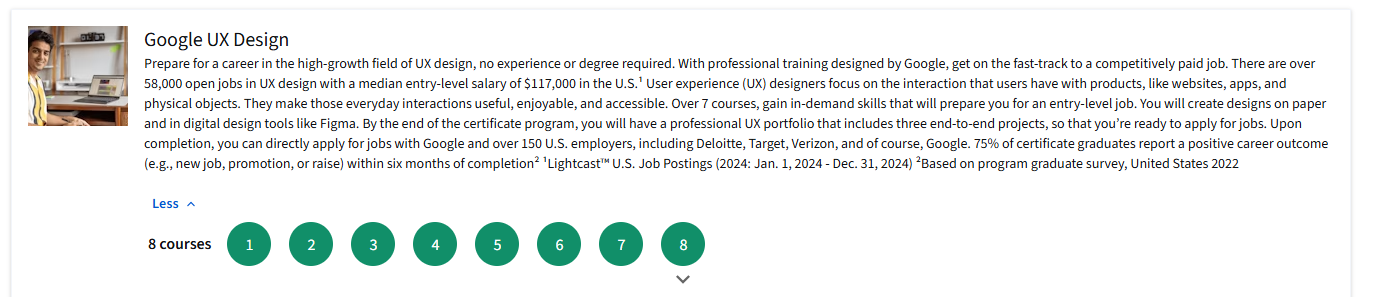 Google UX Design
Prepare for a career in the high-growth field of UX design, no experience or degree required. With professional training designed by Google, get on the fast-track to a competitively paid job. There are over
58,000 open jobs in UX design with a median entry-level salary of $117,000 in the U.S.¹ User experience (UX) designers focus on the interaction that users have with products, like websites, apps, and
physical objects. They make those everyday interactions useful, enjoyable, and accessible. Over 7 courses, gain in-demand skills that will prepare you for an entry-level job. You will create designs on paper
and in digital design tools like Figma. By the end of the certificate program, you will have a professional UX portfolio that includes three end-to-end projects, so that you’re ready to apply for jobs. Upon
completion, you can directly apply for jobs with Google and over 150 U.S. employers, including Deloitte, Target, Verizon, and of course, Google. 75% of certificate graduates report a positive career outcome
(e.g., new job, promotion, or raise) within six months of completion² ¹Lightcast™ U.S. Job Postings (2024: Jan. 1, 2024 - Dec. 31, 2024) ²Based on program graduate survey, United States 2022
Less
8 courses 1 2 3 4 5 6 7 8